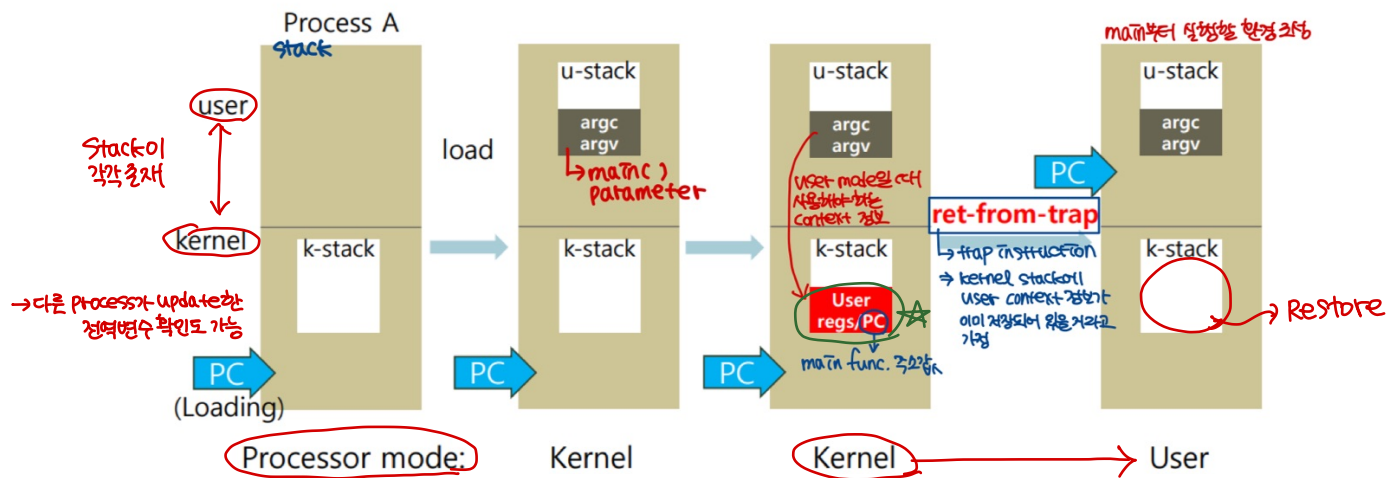 Process A
stack
user
Stack이
각각 존재
kernel
k-stack
→ 다른 process가 update한
전역변수 확인도 가능
PC
(Loading)
load
u-stack
argc
argv
↳ main( )
parameter
k-stack
PC
u-stack
argc
argv
user mode일 때
사용해야 하는
context 정보
k-stack
User
regs/PC
☆
main func. 주소값
PC
ret-from-trap
↳ trap instruction
⇒ kernel stack에
user context 정보가
이미 저장되어 있을 거라고
가정
main부터 실행할 환경 조성
u-stack
argc
argv
PC
k-stack
→ Restore
Processor mode:
Kernel
Kernel
User